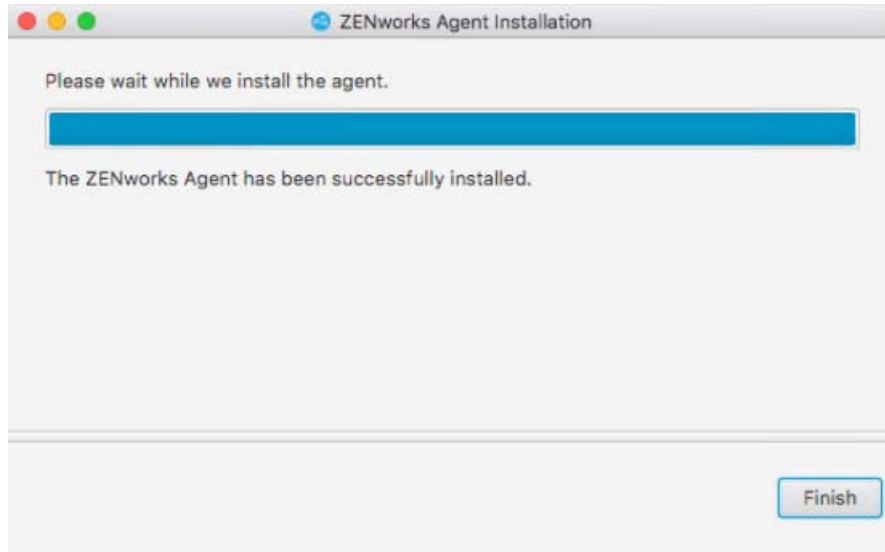 ZENworks Agent Installation
Please wait while we install the agent.
The ZENworks Agent has been successfully installed.
Finish